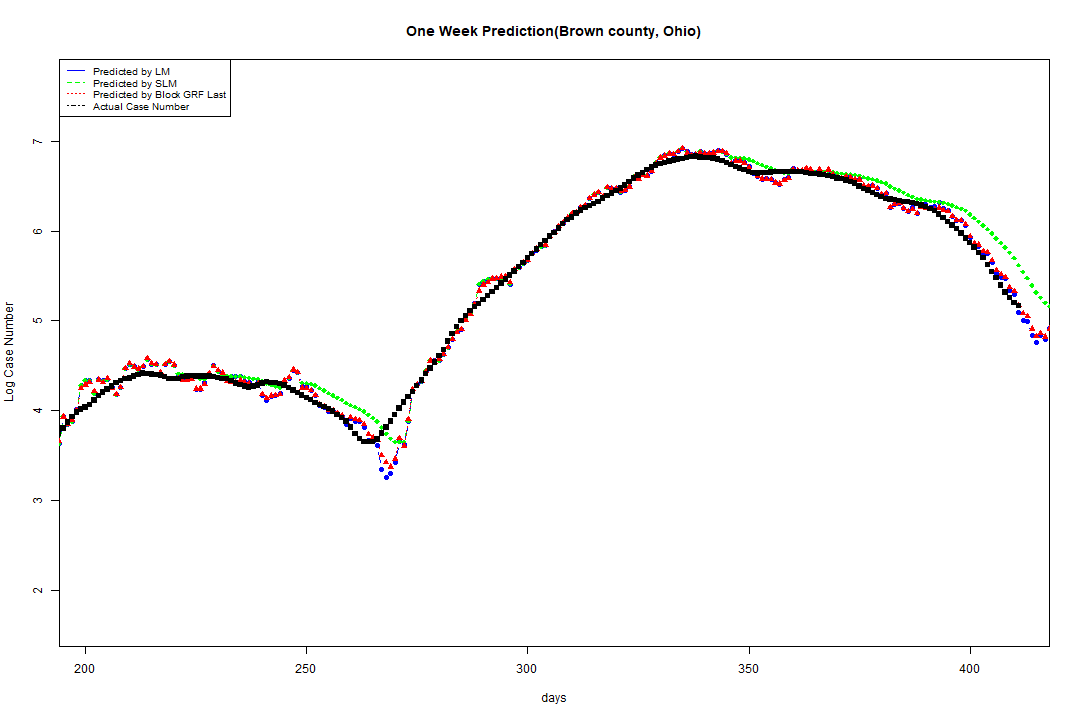 One Week Prediction(Brown county, Ohio)
Predicted by LM
Predicted by SLM
Predicted by Block GRF Last
Actual Case Number
7
6
5
4
3
2
Log Case Number
200 250 300 350 400
days